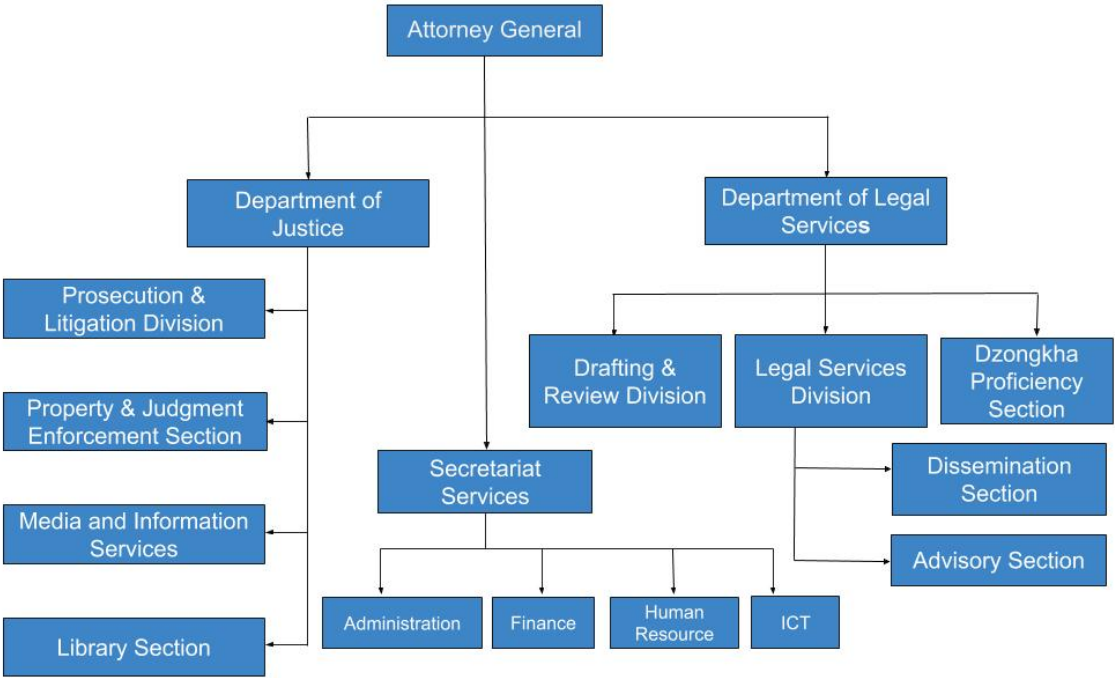 Attorney General
Department of
Justice
Department of Legal
Services
Prosecution &
Litigation Division
Property & Judgment
Enforcement Section
Media and Information
Services
Library Section
Secretariat
Services
Administration
Finance
Human
Resource
ICT
Drafting &
Review Division
Legal Services
Division
Dzongkha
Proficiency
Section
Dissemination
Section
Advisory Section